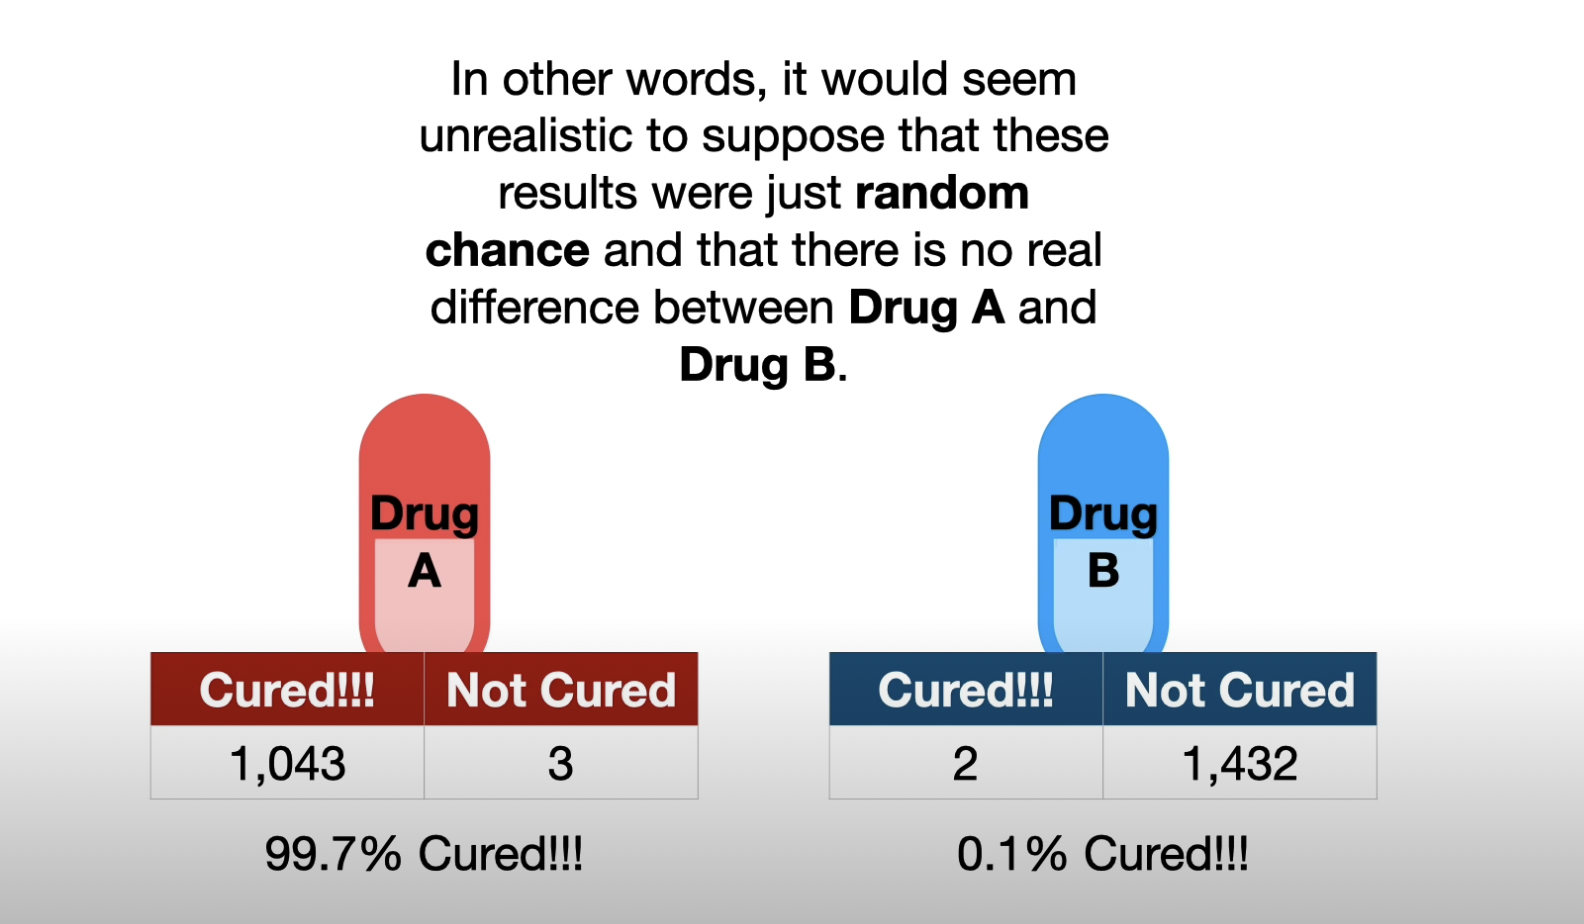 In other words, it would seem
unrealistic to suppose that these
results were just random
chance and that there is no real
difference between Drug A and
Drug B.
Drug
A
Drug
B
Cured!!! Not Cured
1,043 3
99.7% Cured!!!
Cured!!! Not Cured
2 1,432
0.1% Cured!!!